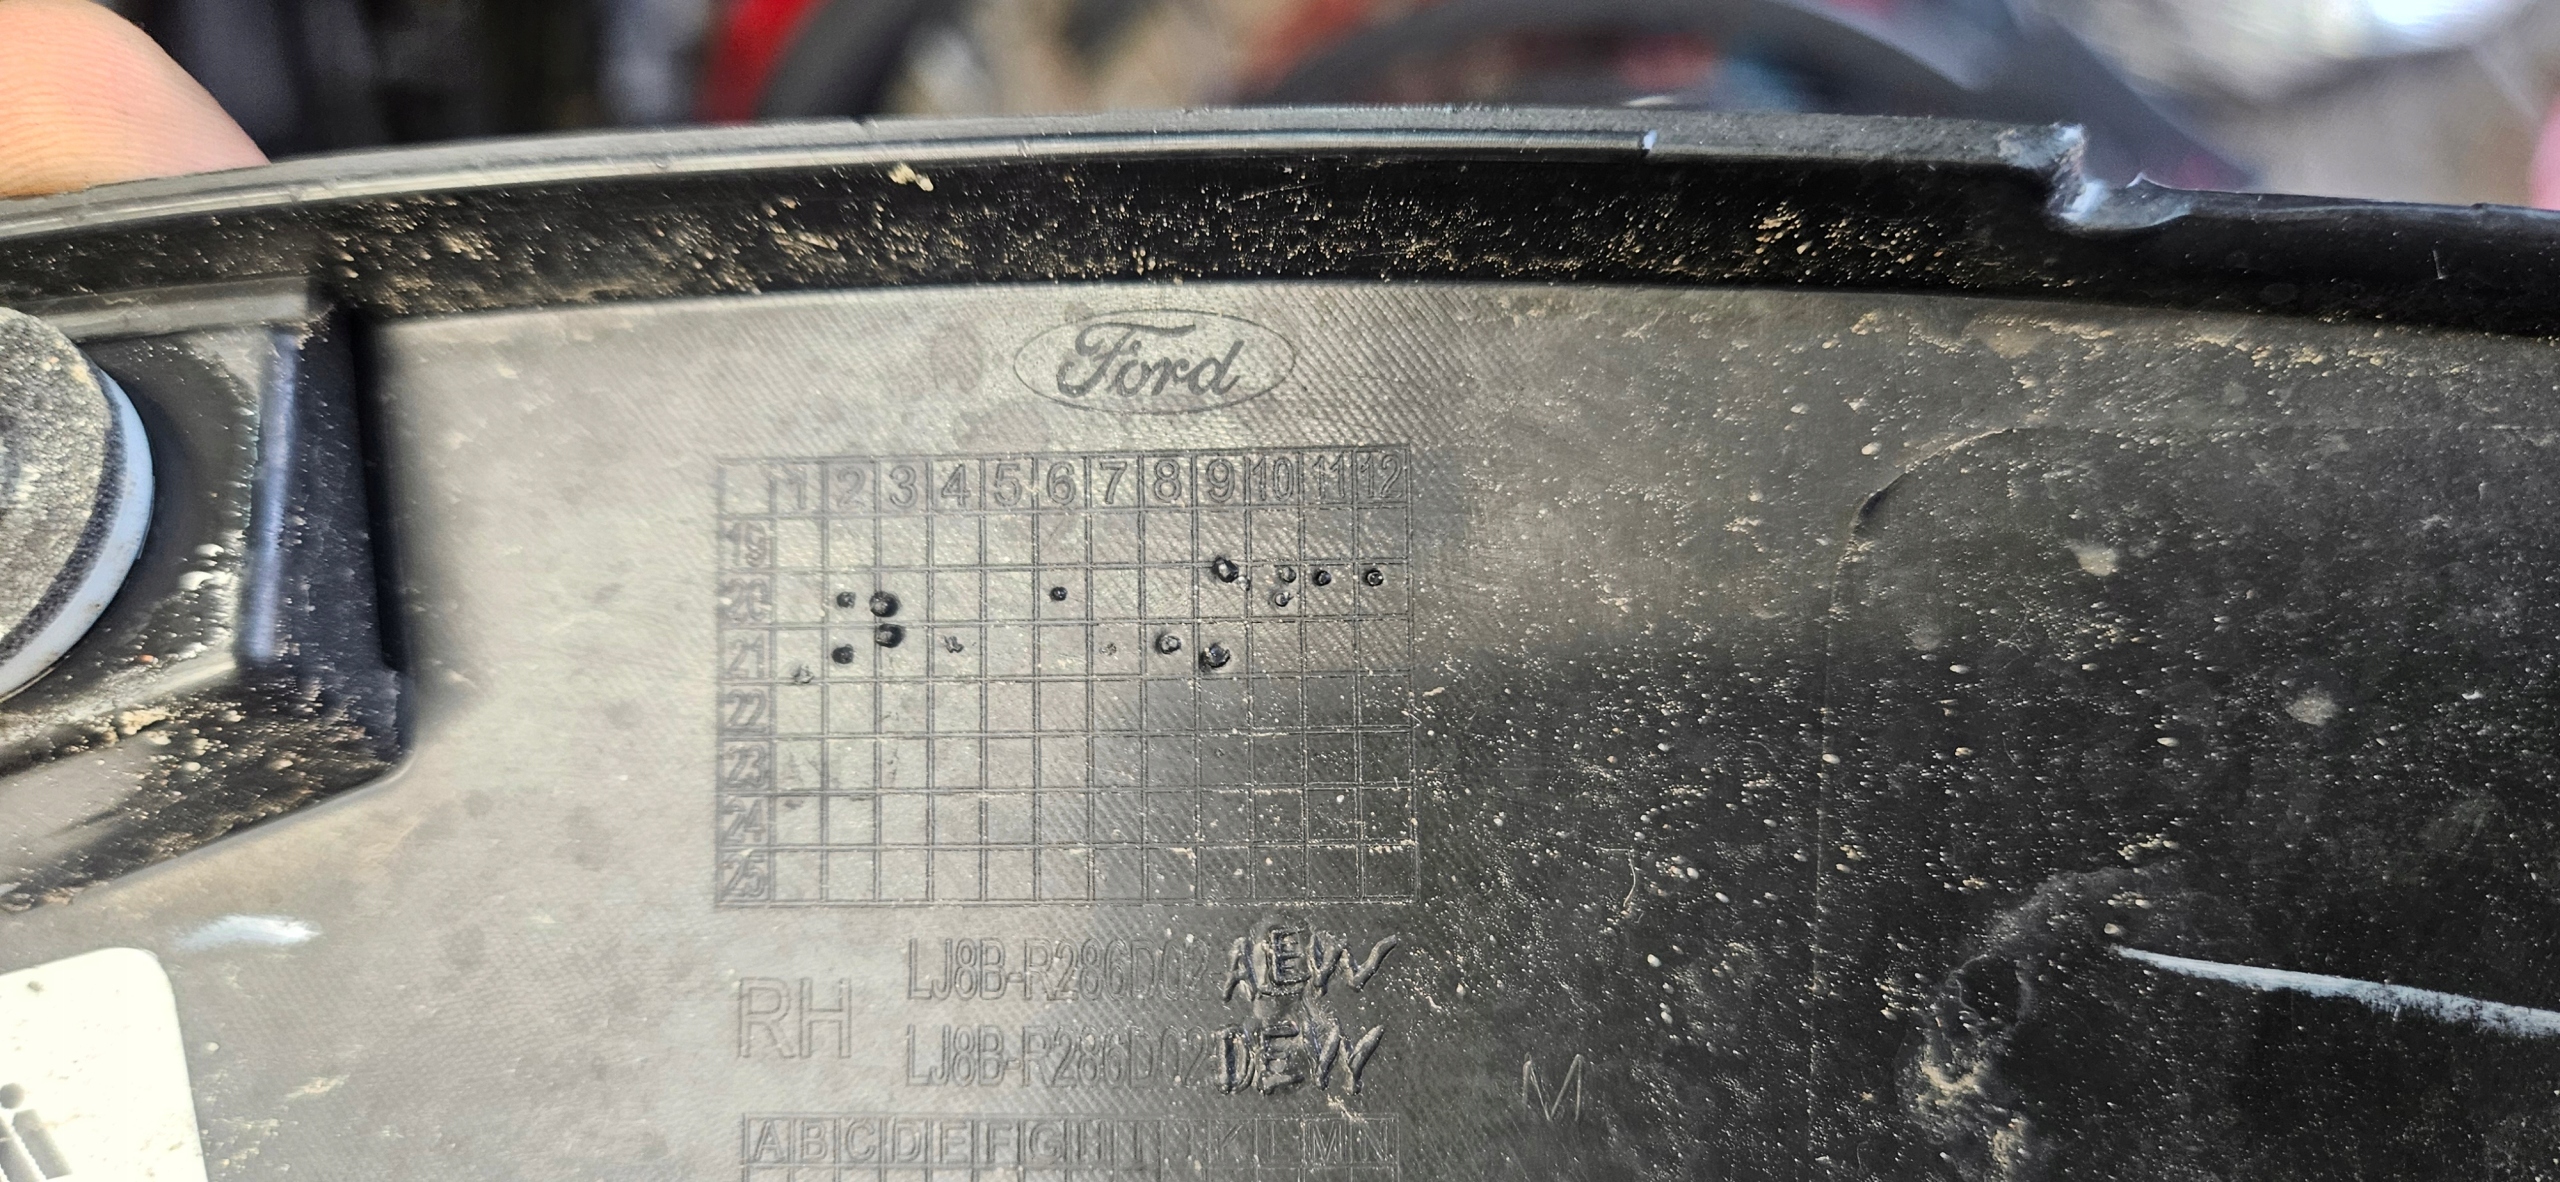 Ford
1 2 3 4 5 6 7 8 9 10 11 12
19
20
21
22
23
24
25
RH
LJ8B-R286D02-AEW
LJ8B-R286D02-DEW
M
A B C D E F G H I J K L M N